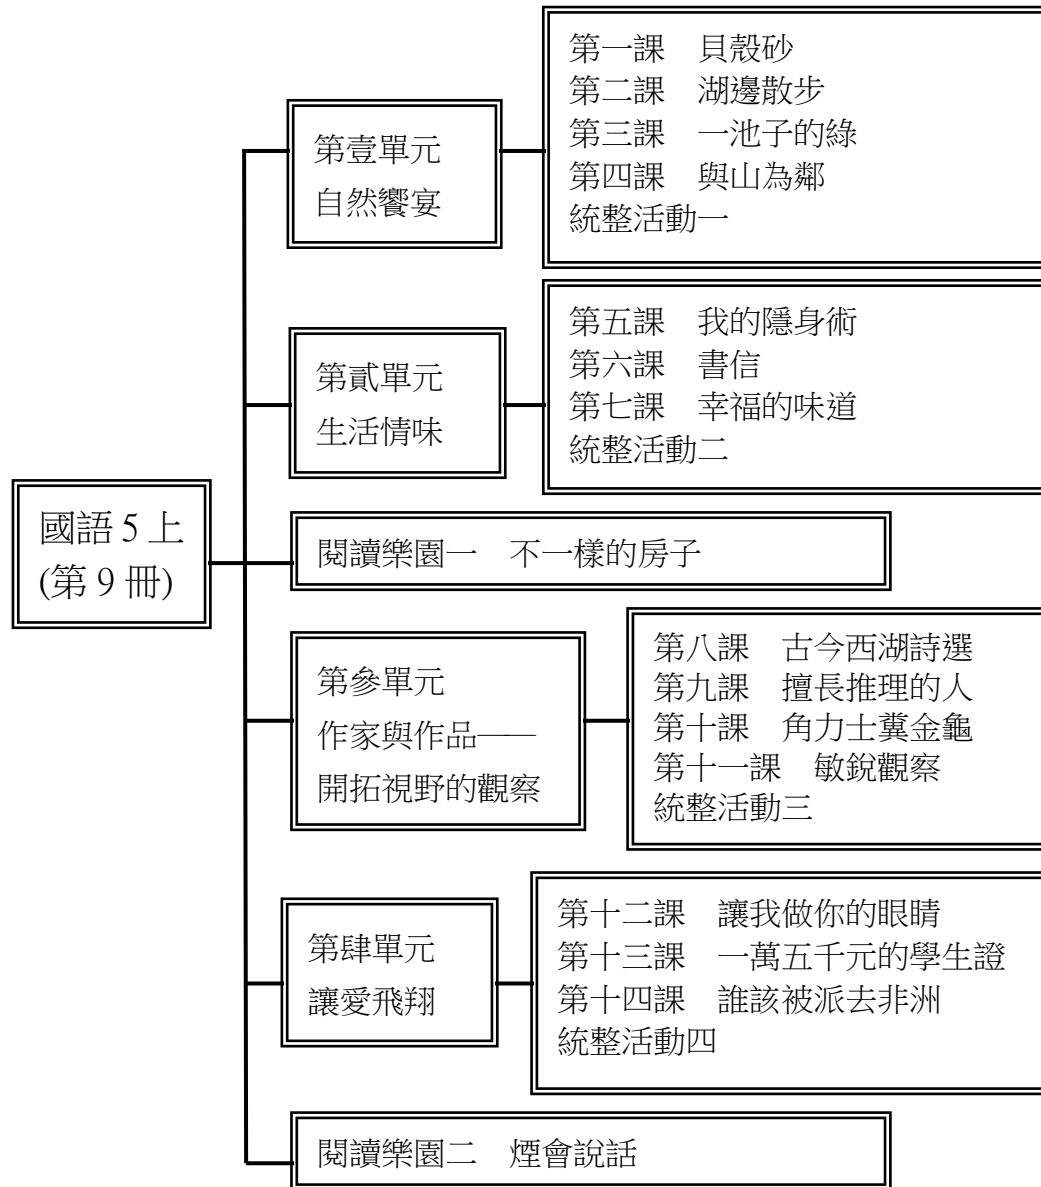 國語 5 上
(第 9 冊)
第壹單元
自然饗宴
第一課　貝殼砂
第二課　湖邊散步
第三課　一池子的綠
第四課　與山為鄰
統整活動一
第貳單元
生活情味
第五課　我的隱身術
第六課　書信
第七課　幸福的味道
統整活動二
閱讀樂園一　不一樣的房子
第參單元
作家與作品——
開拓視野的觀察
第八課　古今西湖詩選
第九課　擅長推理的人
第十課　角力士糞金龜
第十一課　敏銳觀察
統整活動三
第肆單元
讓愛飛翔
第十二課　讓我做你的眼睛
第十三課　一萬五千元的學生證
第十四課　誰該被派去非洲
統整活動四
閱讀樂園二　煙會說話